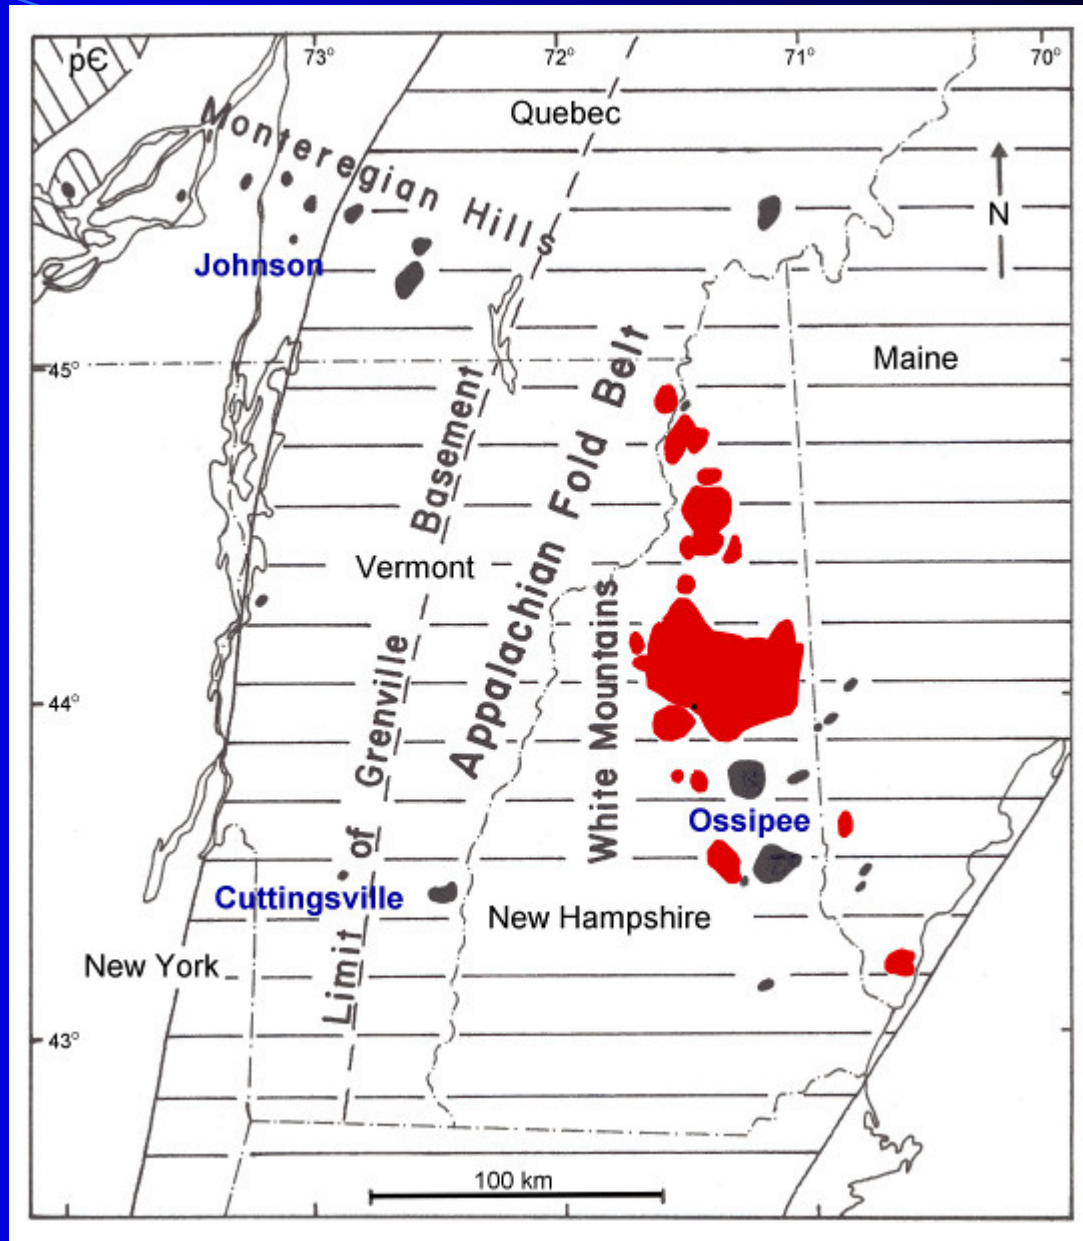 73°
72°
71°
70°
pЄ
Quebec
Monteregian Hills
N
Johnson
45°
Maine
Limit of Grenville Basement
Appalachian Fold Belt
Vermont
White Mountains
44°
Ossipee
Cuttingsville
New Hampshire
New York
43°
100 km